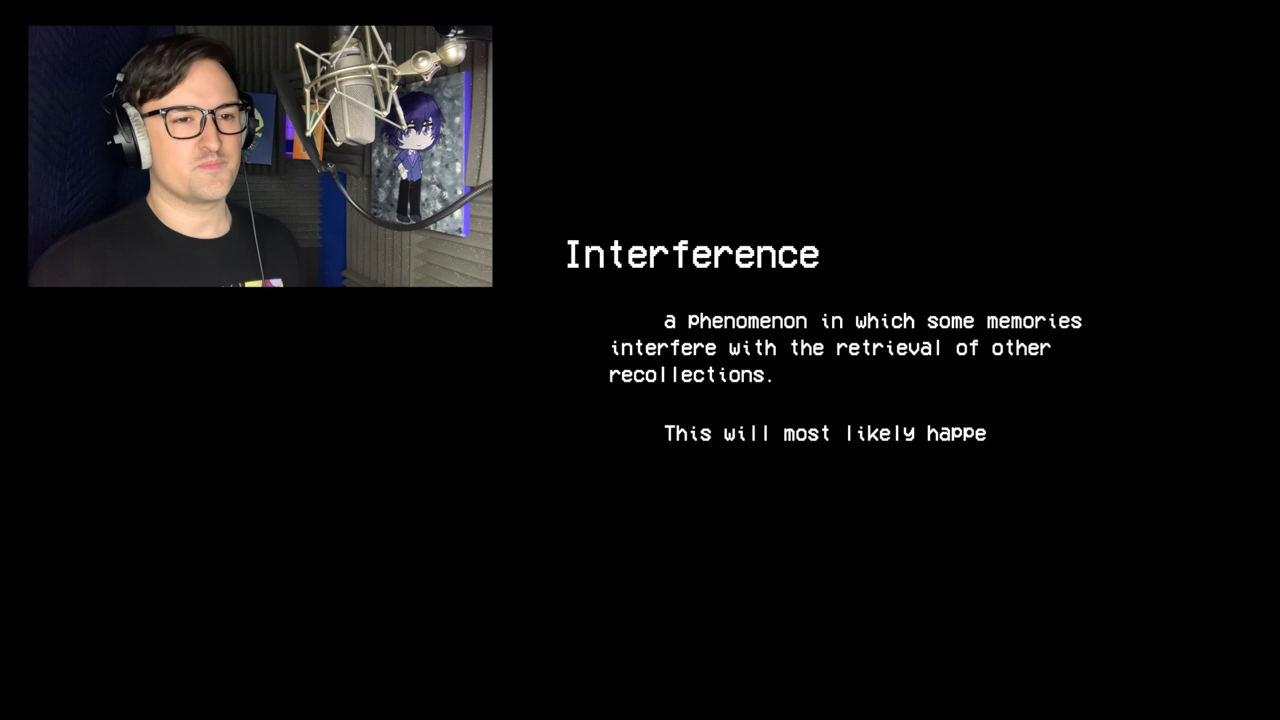 Interference
a phenomenon in which some memories
interfere with the retrieval of other
recollections.
This will most likely happe